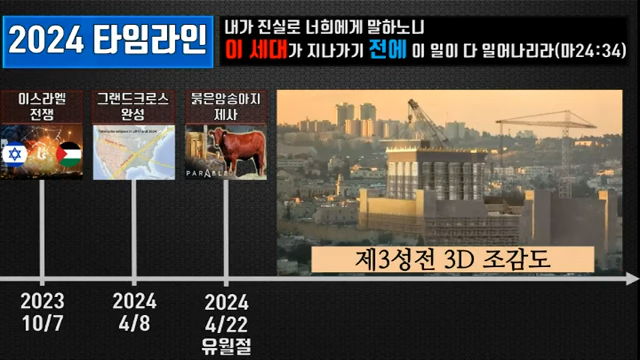 2024 타임라인
내가 진실로 너희에게 말하노니
이 세대가 지나가기 전에 이 일이 다 일어나리라(마24:34)
이스라엘
전쟁
그랜드크로스
완성
붉은암송아지
제사
PARABLE
제3성전 3D 조감도
2023
10/7
2024
4/8
2024
4/22
유월절